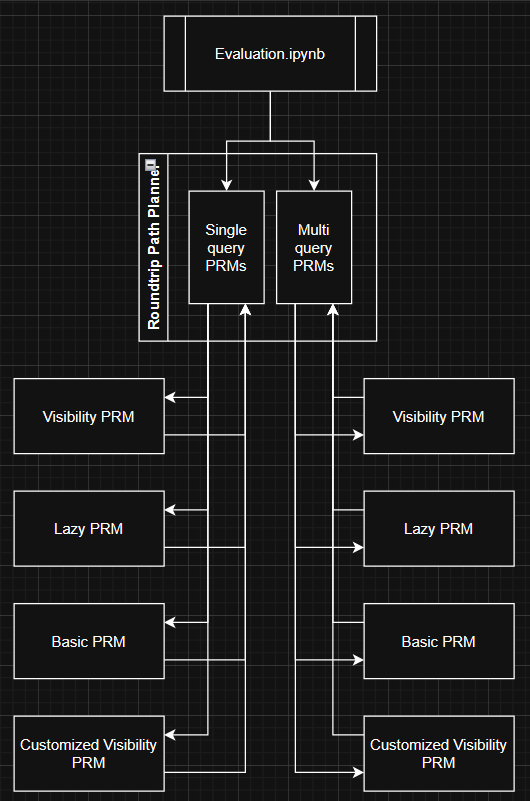 Evaluation.ipynb
Roundtrip Path Planner
Single
query
PRMs
Multi
query
PRMs
Visibility PRM
Visibility PRM
Lazy PRM
Lazy PRM
Basic PRM
Basic PRM
Customized Visibility
PRM
Customized Visibility
PRM